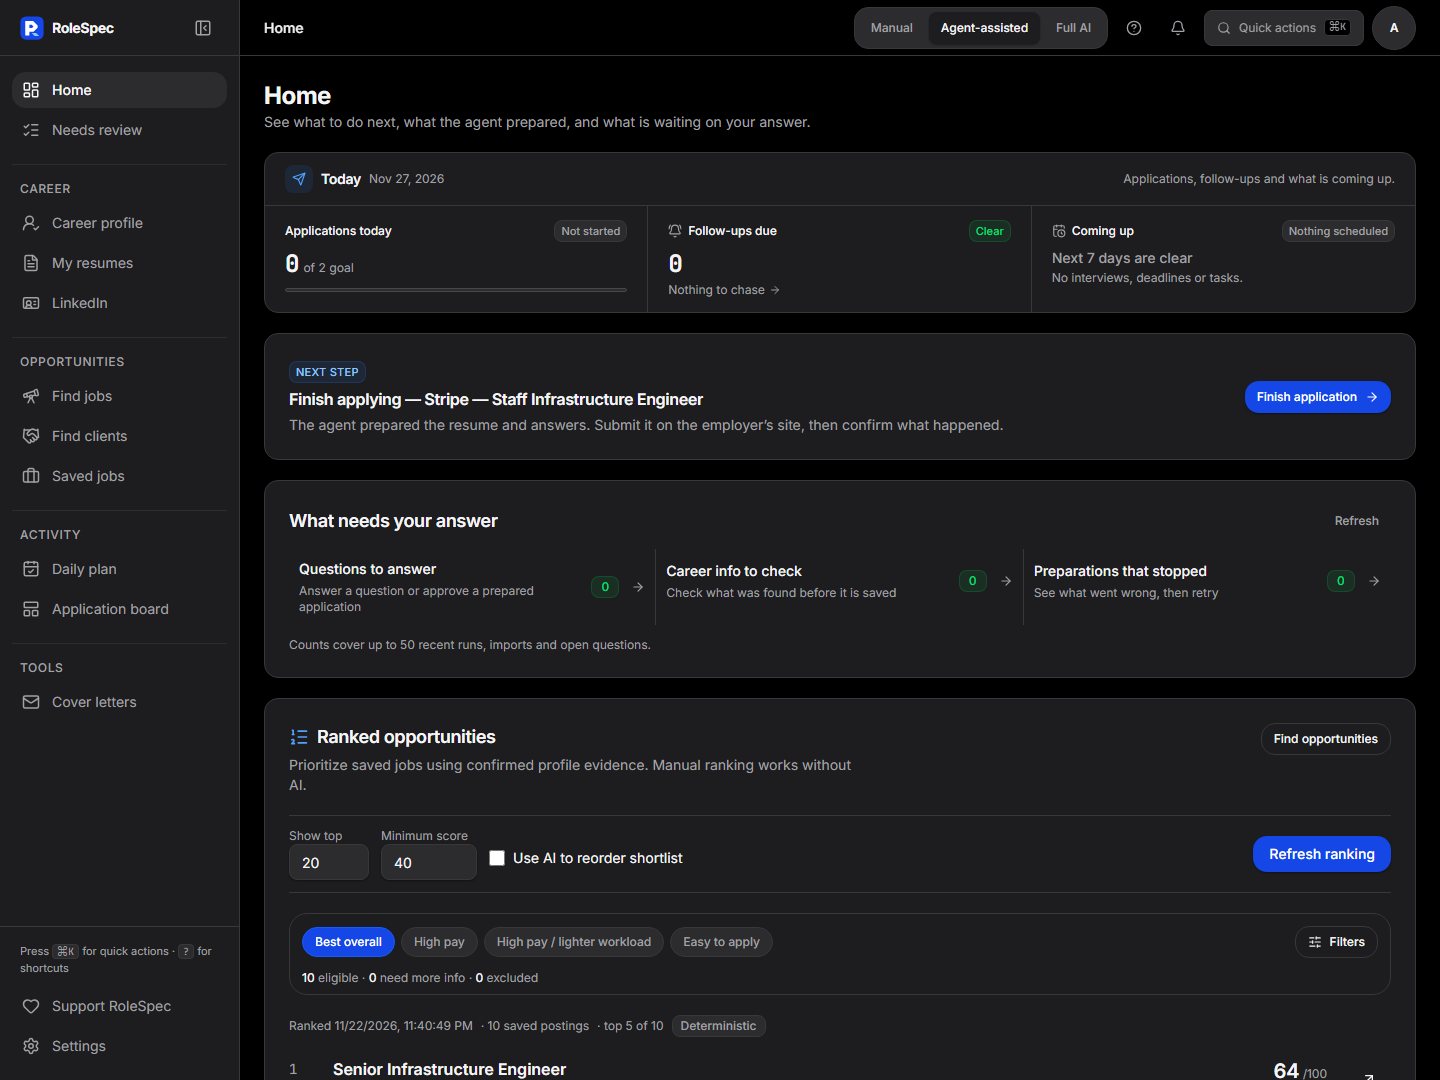 RoleSpec
Home
Manual
Agent-assisted
Full AI
Quick actions ⌘K
A
Home
Needs review
CAREER
Career profile
My resumes
LinkedIn
OPPORTUNITIES
Find jobs
Find clients
Saved jobs
ACTIVITY
Daily plan
Application board
TOOLS
Cover letters
Press ⌘K for quick actions · ? for
shortcuts
Support RoleSpec
Settings
Home
See what to do next, what the agent prepared, and what is waiting on your answer.
Today Nov 27, 2026
Applications, follow-ups and what is coming up.
Applications today
Not started
0 of 2 goal
Follow-ups due
Clear
0
Nothing to chase →
Coming up
Nothing scheduled
Next 7 days are clear
No interviews, deadlines or tasks.
NEXT STEP
Finish applying — Stripe — Staff Infrastructure Engineer
The agent prepared the resume and answers. Submit it on the employer’s site, then confirm what happened.
Finish application →
What needs your answer
Refresh
Questions to answer
Answer a question or approve a prepared
application
0 →
Career info to check
Check what was found before it is saved
0 →
Preparations that stopped
See what went wrong, then retry
0 →
Counts cover up to 50 recent runs, imports and open questions.
Ranked opportunities
Prioritize saved jobs using confirmed profile evidence. Manual ranking works without
AI.
Find opportunities
Show top
20
Minimum score
40
Use AI to reorder shortlist
Refresh ranking
Best overall
High pay
High pay / lighter workload
Easy to apply
Filters
10 eligible · 0 need more info · 0 excluded
Ranked 11/22/2026, 11:40:49 PM · 10 saved postings · top 5 of 10 Deterministic
1 Senior Infrastructure Engineer
64 /100